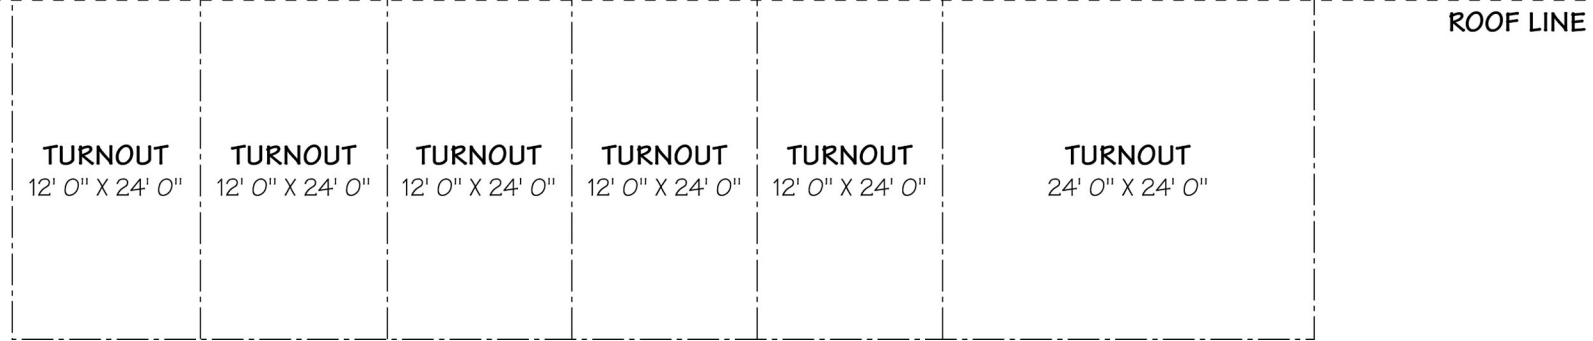 ROOF LINE
TURNOUT
12' 0" X 24' 0"
TURNOUT
12' 0" X 24' 0"
TURNOUT
12' 0" X 24' 0"
TURNOUT
12' 0" X 24' 0"
TURNOUT
12' 0" X 24' 0"
TURNOUT
24' 0" X 24' 0"